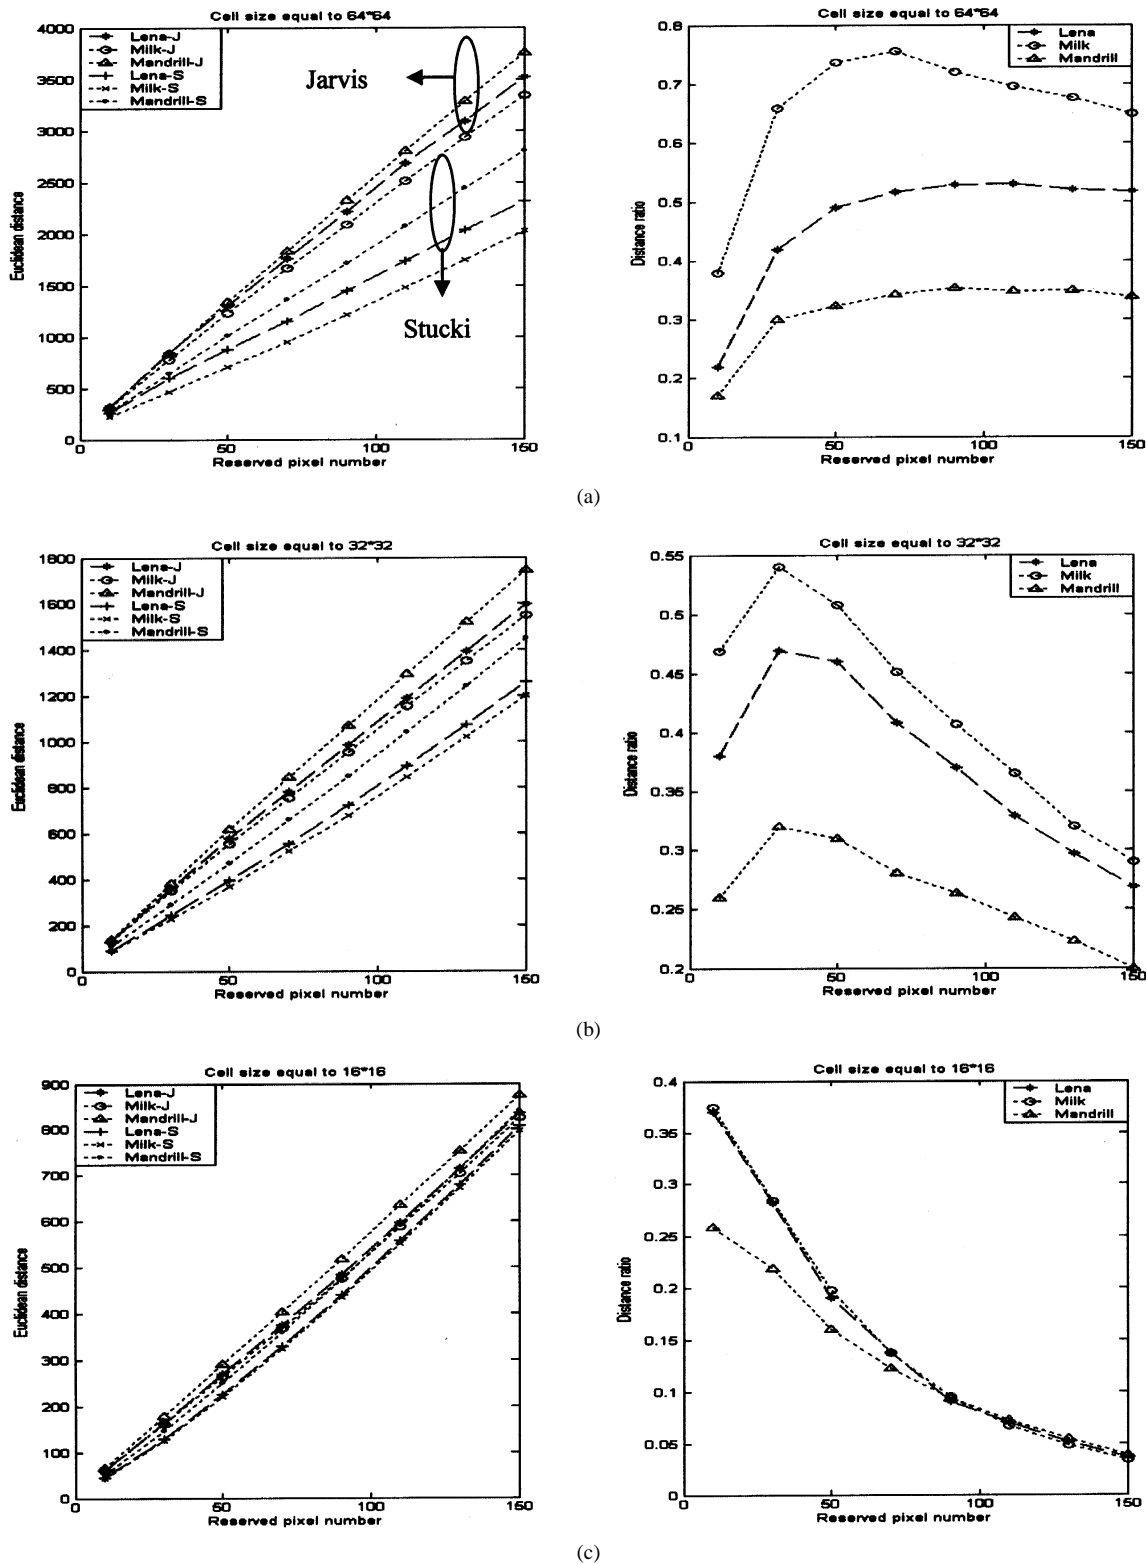 Cell size equal to 64*64
4000
3500
3000
2500
2000
1500
1000
500
0
Euclidean distance
Lena-J
Milk-J
Mandrill-J
Lena-S
Milk-S
Mandrill-S
Jarvis
Stucki
0 50 100 150
Reserved pixel number
Cell size equal to 64*64
0.8
0.7
0.6
0.5
0.4
0.3
0.2
0.1
Distance ratio
Lena
Milk
Mandrill
0 50 100 150
Reserved pixel number
(a)
Cell size equal to 32*32
1800
1600
1400
1200
1000
800
600
400
200
0
Euclidean distance
Lena-J
Milk-J
Mandrill-J
Lena-S
Milk-S
Mandrill-S
0 50 100 150
Reserved pixel number
Cell size equal to 32*32
0.55
0.5
0.45
0.4
0.35
0.3
0.25
0.2
Distance ratio
Lena
Milk
Mandrill
0 50 100 150
Reserved pixel number
(b)
Cell size equal to 16*16
900
800
700
600
500
400
300
200
100
0
Euclidean distance
Lena-J
Milk-J
Mandrill-J
Lena-S
Milk-S
Mandrill-S
0 50 100 150
Reserved pixel number
Cell size equal to 16*16
0.4
0.35
0.3
0.25
0.2
0.15
0.1
0.05
0
Distance ratio
Lena
Milk
Mandrill
0 50 100 150
Reserved pixel number
(c)